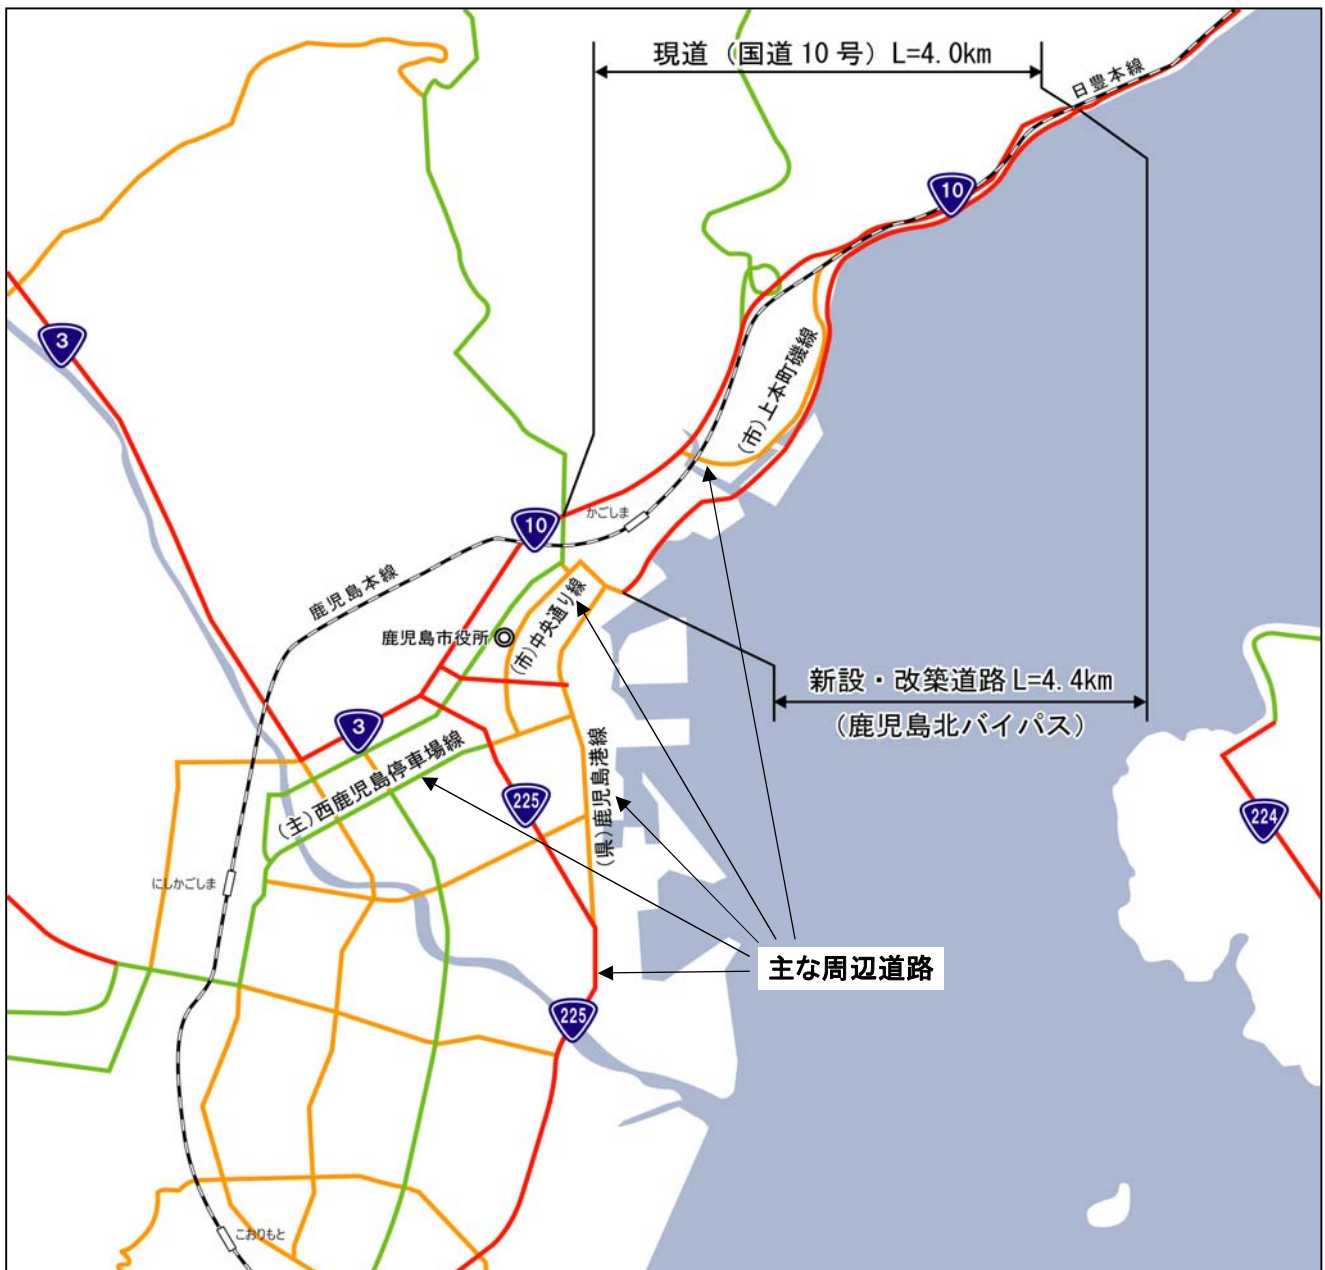 現道（国道10号）L=4.0km
日豊本線
10
3
(市)上本町磯線
かごしま
10
鹿児島本線
鹿児島市役所
(市)中央通り線
新設・改築道路L=4.4km
(鹿児島北バイパス)
3
(主)西鹿児島停車場線
225
(県)鹿児島港線
224
にしかごしま
主な周辺道路
225
こおりもと